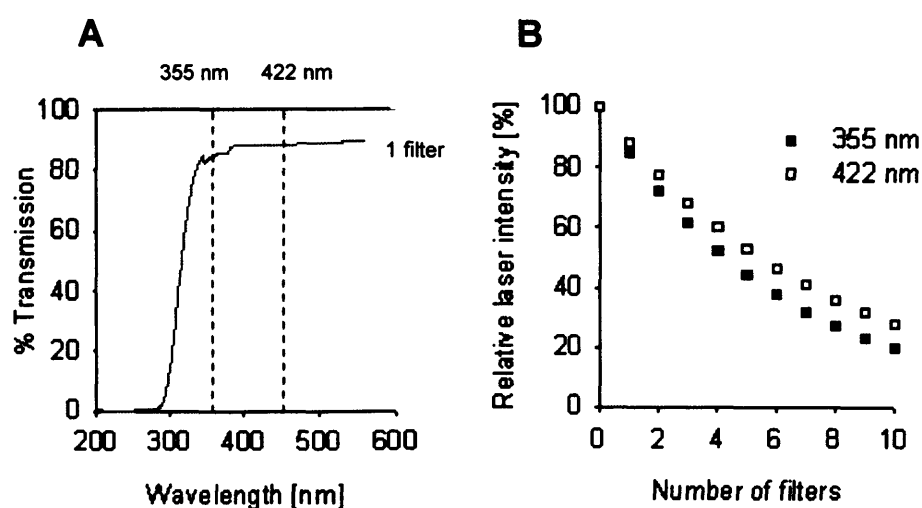 A
355 nm 422 nm
100
80
60
40
20
0
200 300 400 500 600
% Transmission
Wavelength [nm]
1 filter
B
100
80
60
40
20
0
0 2 4 6 8 10
Relative laser intensity [%]
Number of filters
355 nm
422 nm